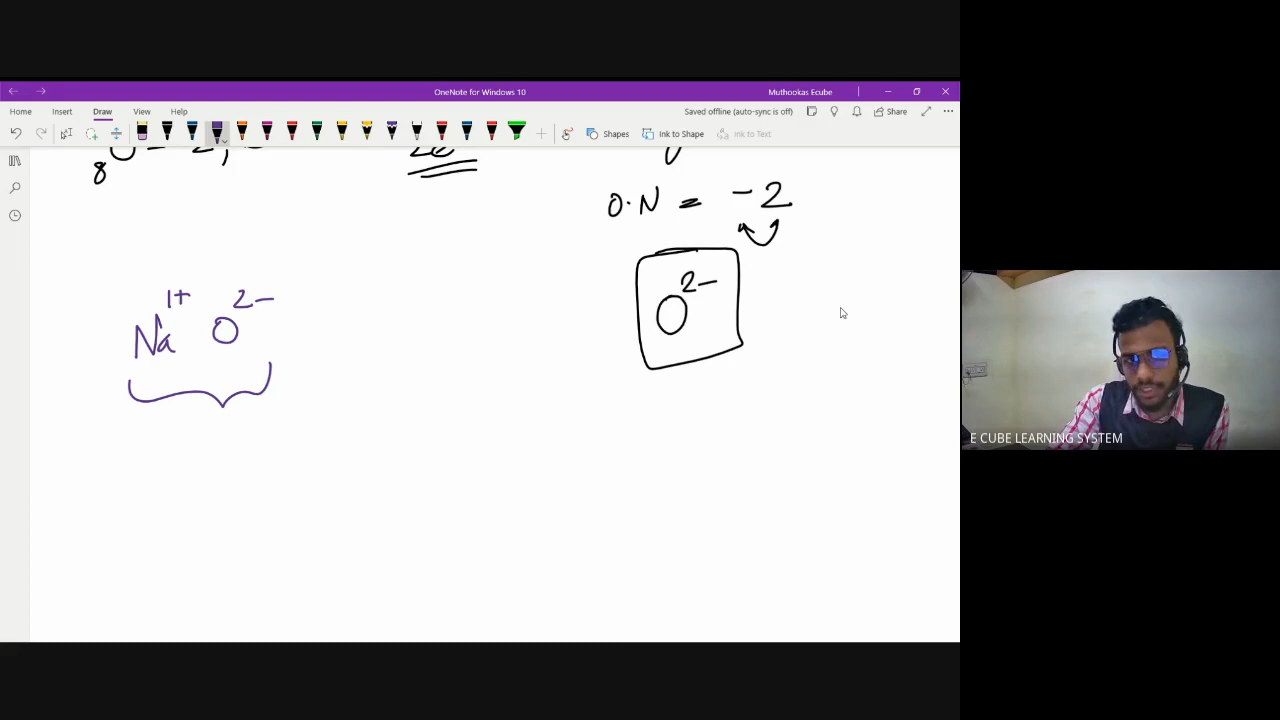 OneNote for Windows 10
Muthookas Ecube
Home Insert Draw View Help
Saved offline (auto-sync is off)
Share
Shapes
Ink to Shape
Ink to Text
8
O·N = -2
O2-
Na1+ O2-
E CUBE LEARNING SYSTEM